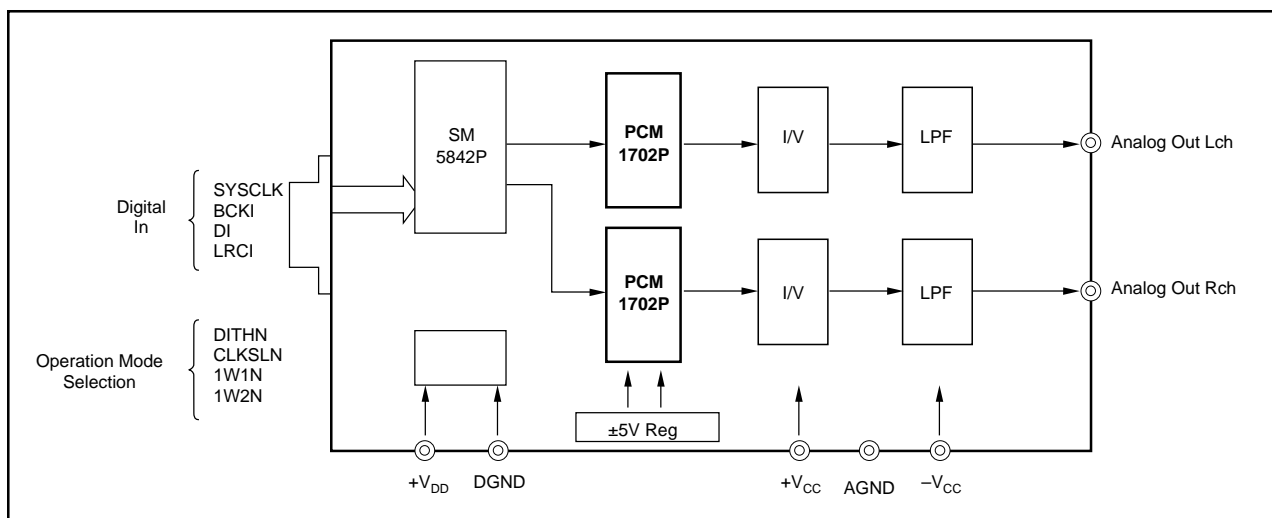 SM
5842P
PCM
1702P
I/V
LPF
Analog Out Lch
Digital
In
SYSCLK
BCKI
DI
LRCI
PCM
1702P
I/V
LPF
Analog Out Rch
Operation Mode
Selection
DITHN
CLKSLN
1W1N
1W2N
±5V Reg
+VDD
DGND
+VCC
AGND
–VCC